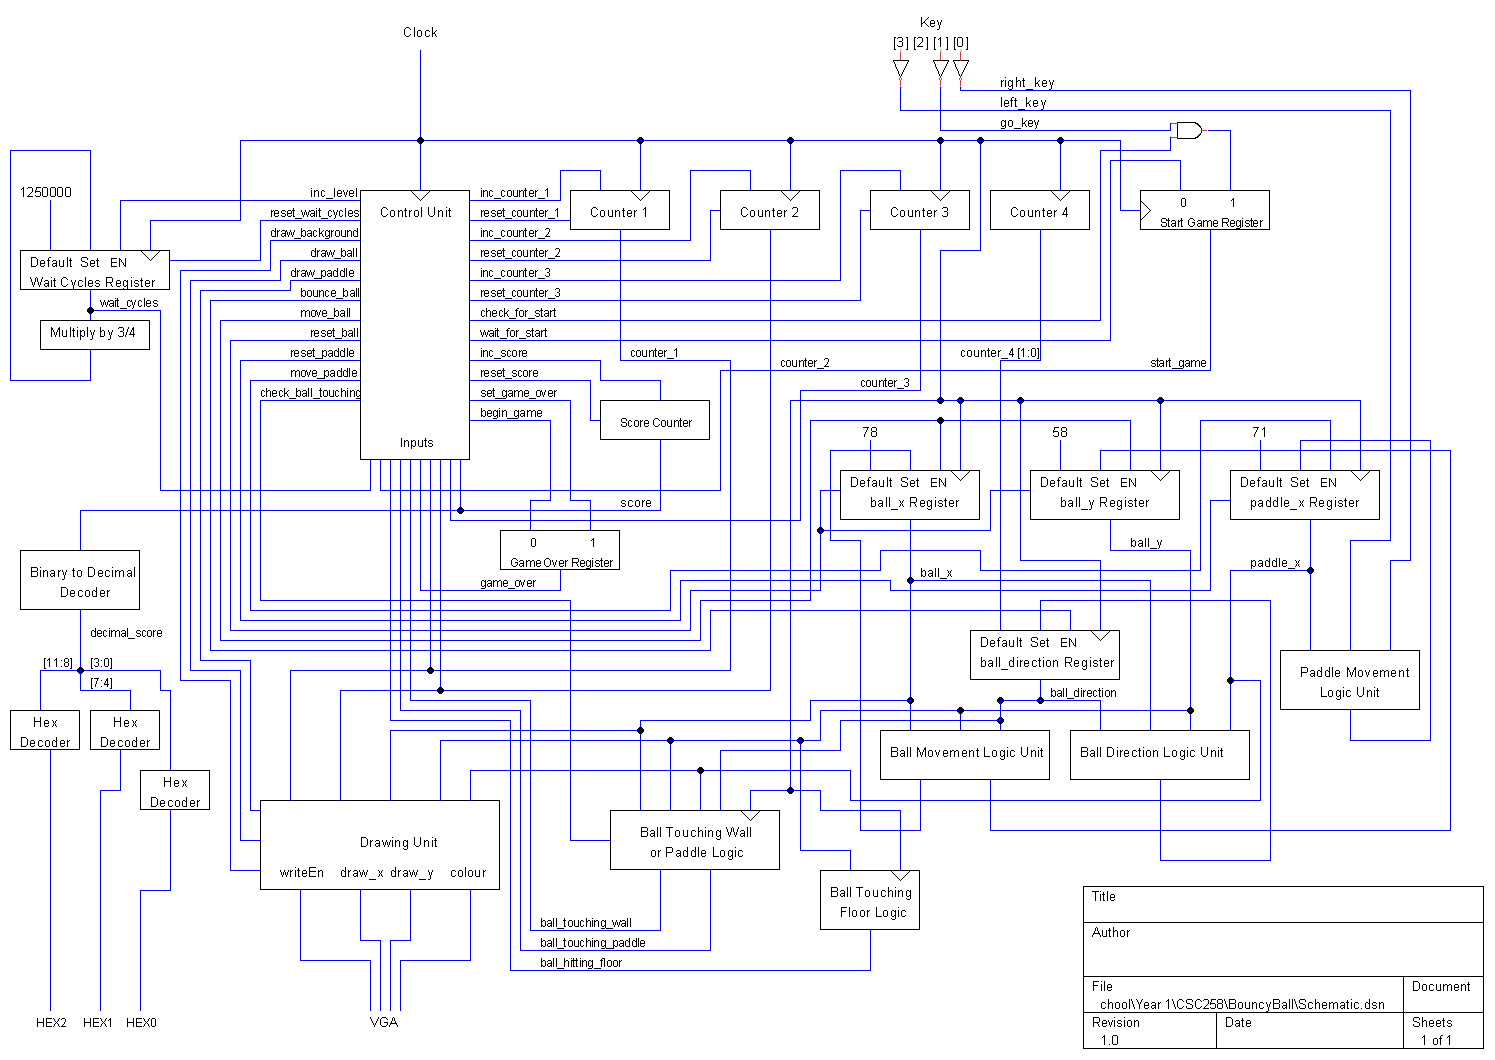 Clock
Key
[3] [2] [1] [0]
right_key
left_key
go_key
1250000
inc_level
reset_wait_cycles
draw_background
draw_ball
draw_paddle
bounce_ball
move_ball
reset_ball
reset_paddle
move_paddle
check_ball_touching
Control Unit
Inputs
inc_counter_1
reset_counter_1
inc_counter_2
reset_counter_2
inc_counter_3
reset_counter_3
check_for_start
wait_for_start
inc_score
reset_score
set_game_over
begin_game
Counter 1
Counter 2
Counter 3
Counter 4
0 1
Start Game Register
Default Set EN
Wait Cycles Register
wait_cycles
Multiply by 3/4
counter_1
counter_2
counter_3
counter_4 [1:0]
start_game
Score Counter
score
78
Default Set EN
ball_x Register
58
Default Set EN
ball_y Register
71
Default Set EN
paddle_x Register
0 1
Game Over Register
game_over
ball_x
ball_y
paddle_x
Binary to Decimal
Decoder
decimal_score
[11:8] [3:0]
[7:4]
Hex
Decoder
Hex
Decoder
Hex
Decoder
Default Set EN
ball_direction Register
ball_direction
Paddle Movement
Logic Unit
Ball Movement Logic Unit
Ball Direction Logic Unit
Drawing Unit
writeEn draw_x draw_y colour
Ball Touching Wall
or Paddle Logic
Ball Touching
Floor Logic
ball_touching_wall
ball_touching_paddle
ball_hitting_floor
HEX2 HEX1 HEX0
VGA
Title
Author
File
chool\Year 1\CSC258\BouncyBall\Schematic.dsn
Document
Revision
1.0
Date
Sheets
1 of 1